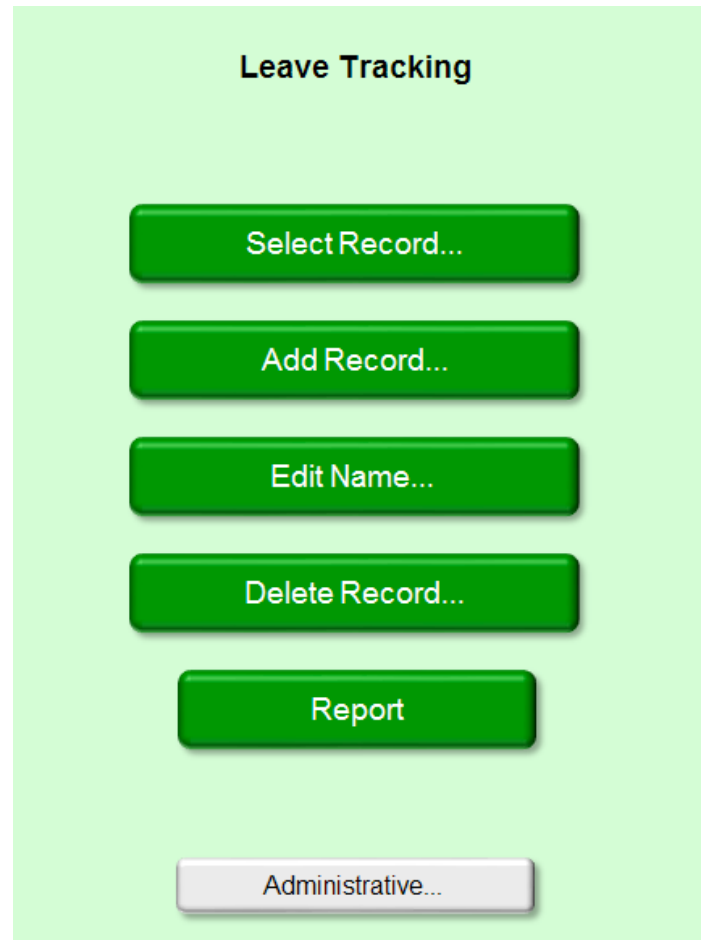 Leave Tracking
Select Record...
Add Record...
Edit Name...
Delete Record...
Report
Administrative...